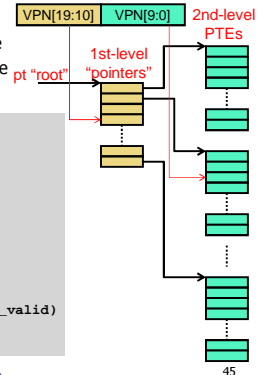 VPN[19:10] VPN[9:0]
2nd-level
PTEs
1st-level
"pointers"
pt "root"
e
e
_valid)
45